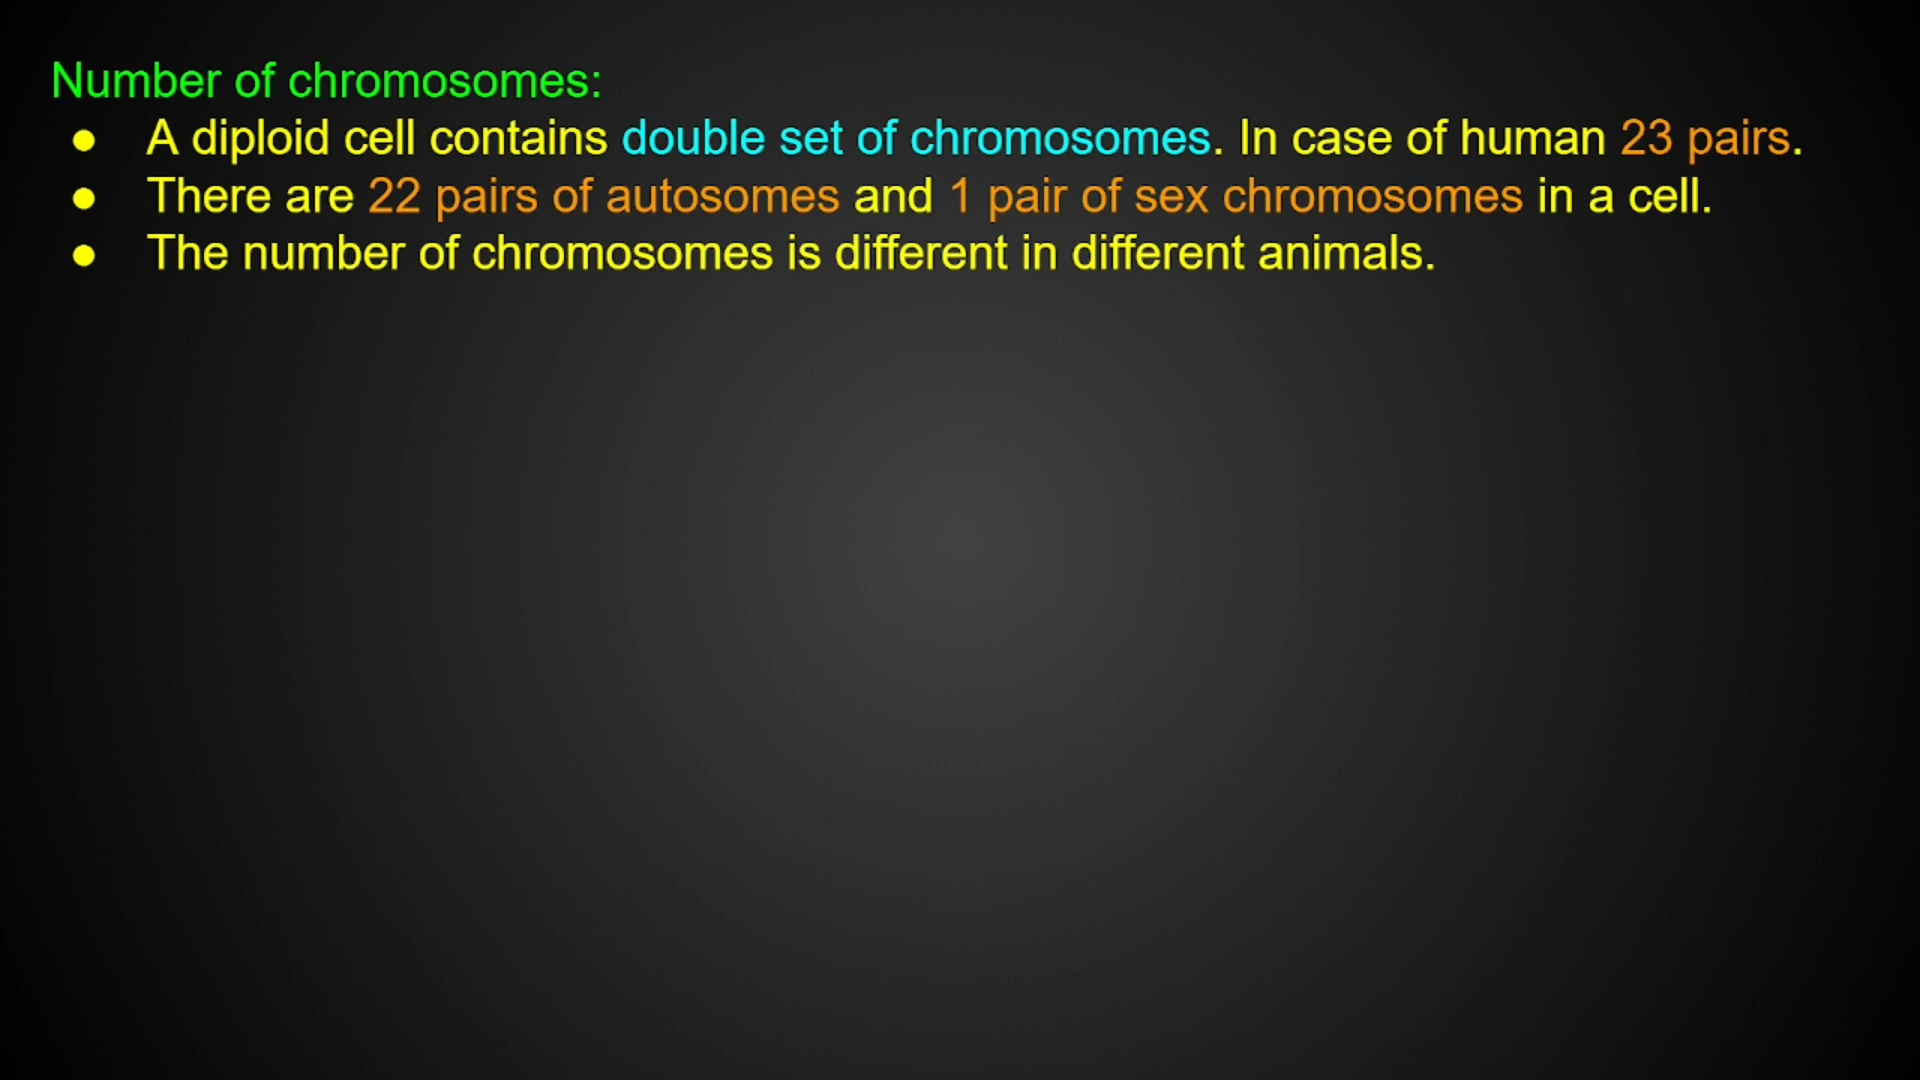 Number of chromosomes:
● A diploid cell contains double set of chromosomes. In case of human 23 pairs.
● There are 22 pairs of autosomes and 1 pair of sex chromosomes in a cell.
● The number of chromosomes is different in different animals.